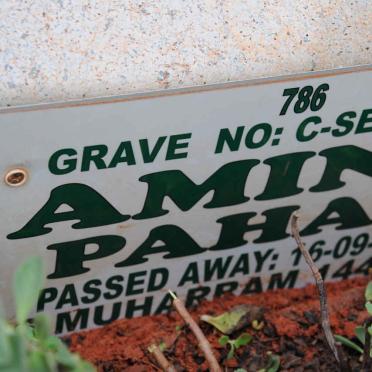 786
GRAVE NO: C-SE
AMIN
PAHA
PASSED AWAY: 16-09-
MUHARRAM 144